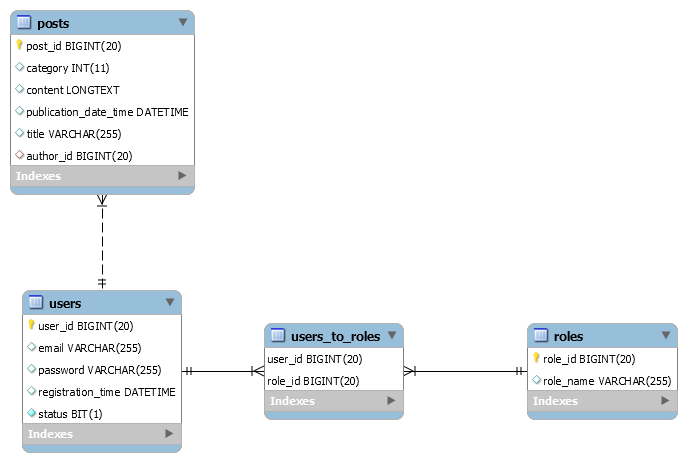 posts
post_id BIGINT(20)
category INT(11)
content LONGTEXT
publication_date_time DATETIME
title VARCHAR(255)
author_id BIGINT(20)
Indexes
users
user_id BIGINT(20)
email VARCHAR(255)
password VARCHAR(255)
registration_time DATETIME
status BIT(1)
Indexes
users_to_roles
user_id BIGINT(20)
role_id BIGINT(20)
Indexes
roles
role_id BIGINT(20)
role_name VARCHAR(255)
Indexes